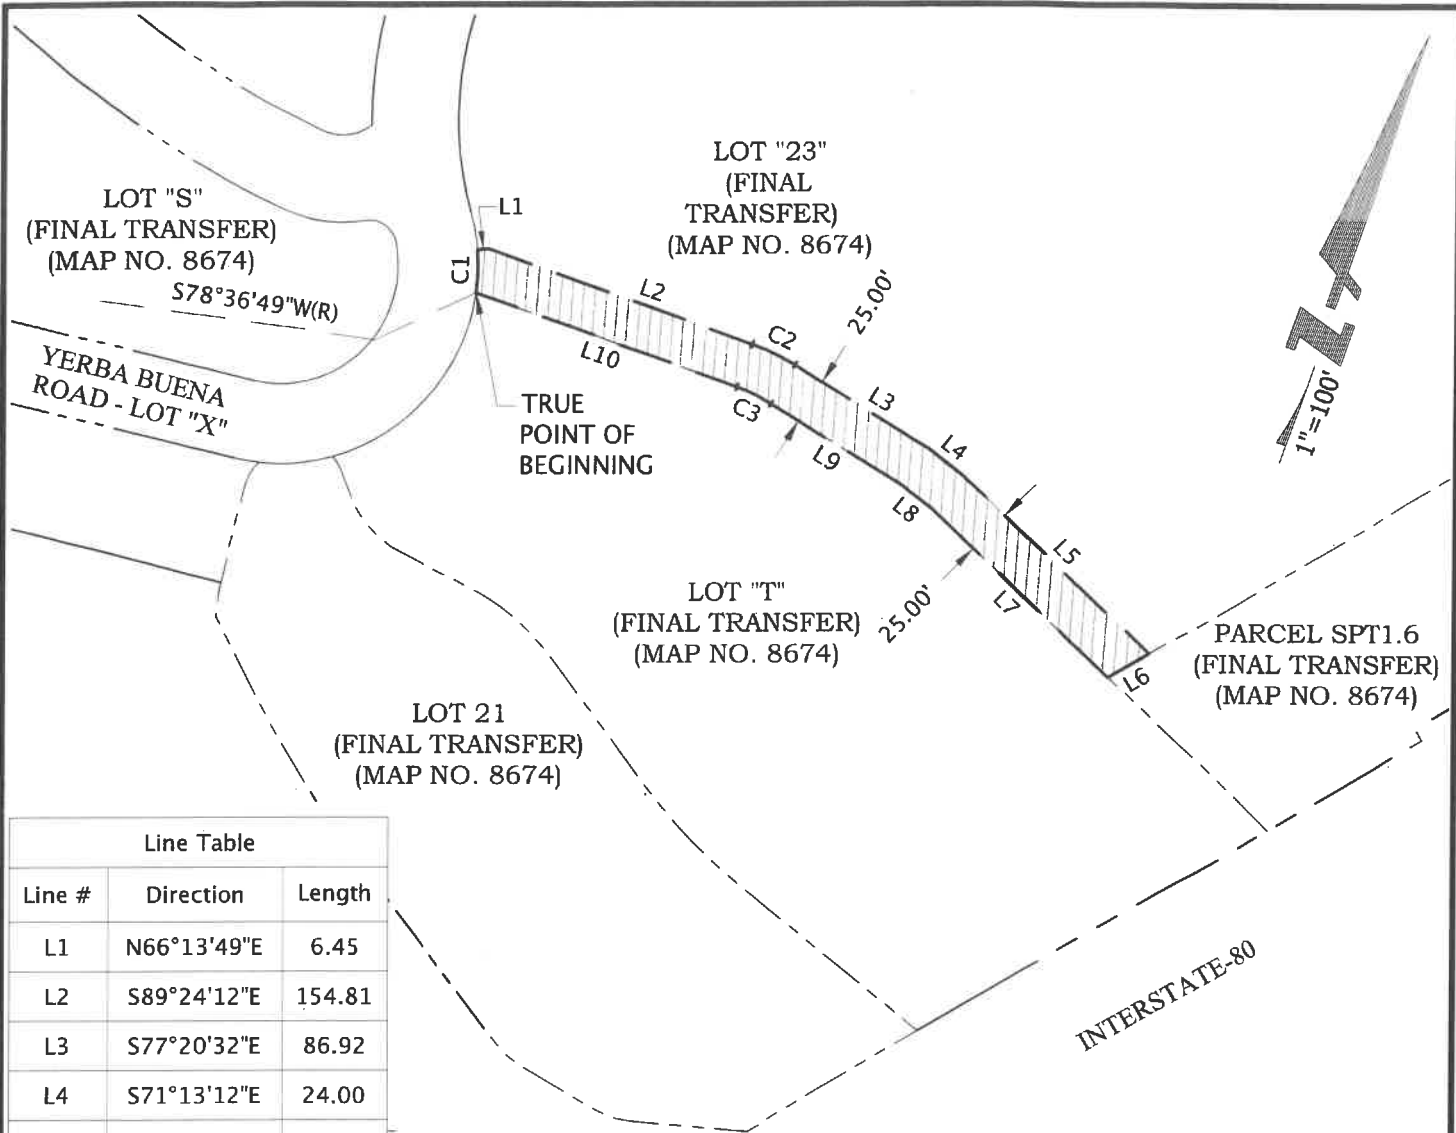 LOT "23"
(FINAL
TRANSFER)
(MAP NO. 8674)
LOT "S"
(FINAL TRANSFER)
(MAP NO. 8674)
S78°36'49"W(R)
L1
C1
L2
25.00'
C2
L10
N
1"=100'
YERBA BUENA
ROAD - LOT "X"
TRUE
POINT OF
BEGINNING
C3
L3
L9
L4
L8
L5
LOT "T"
(FINAL TRANSFER)
(MAP NO. 8674)
25.00'
L7
L6
PARCEL SPT1.6
(FINAL TRANSFER)
(MAP NO. 8674)
LOT 21
(FINAL TRANSFER)
(MAP NO. 8674)
INTERSTATE-80
Line Table
Line # Direction Length
L1 N66°13'49"E 6.45
L2 S89°24'12"E 154.81
L3 S77°20'32"E 86.92
L4 S71°13'12"E 24.00